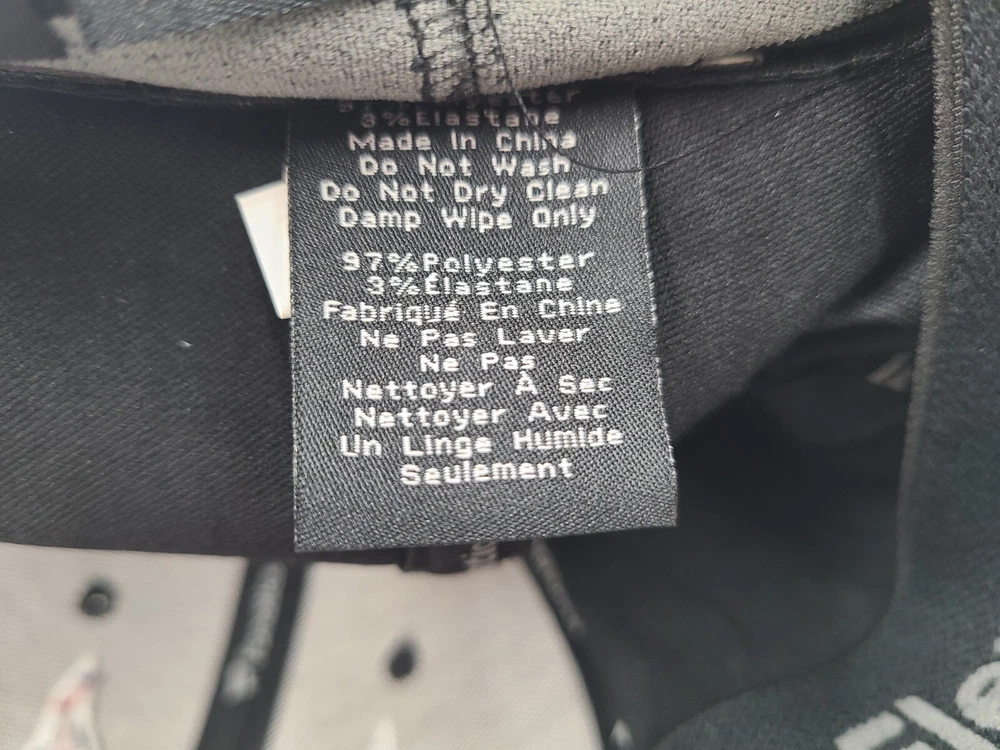 3%Elastane
Made In China
Do Not Wash
Do Not Dry Clean
Damp Wipe Only
97%Polyester
3%Élastane
Fabriqué En Chine
Ne Pas Laver
Ne Pas
Nettoyer À Sec
Nettoyer Avec
Un Linge Humide
Seulement